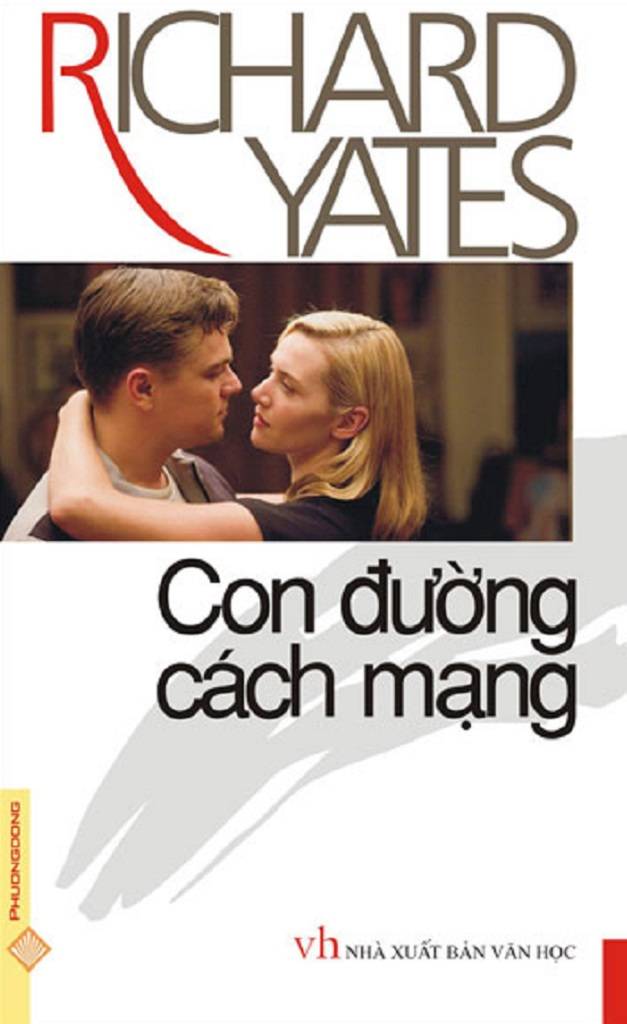 RICHARD
YATES
Con đường
cách mạng
PHUONGDONG
vh NHÀ XUẤT BẢN VĂN HỌC